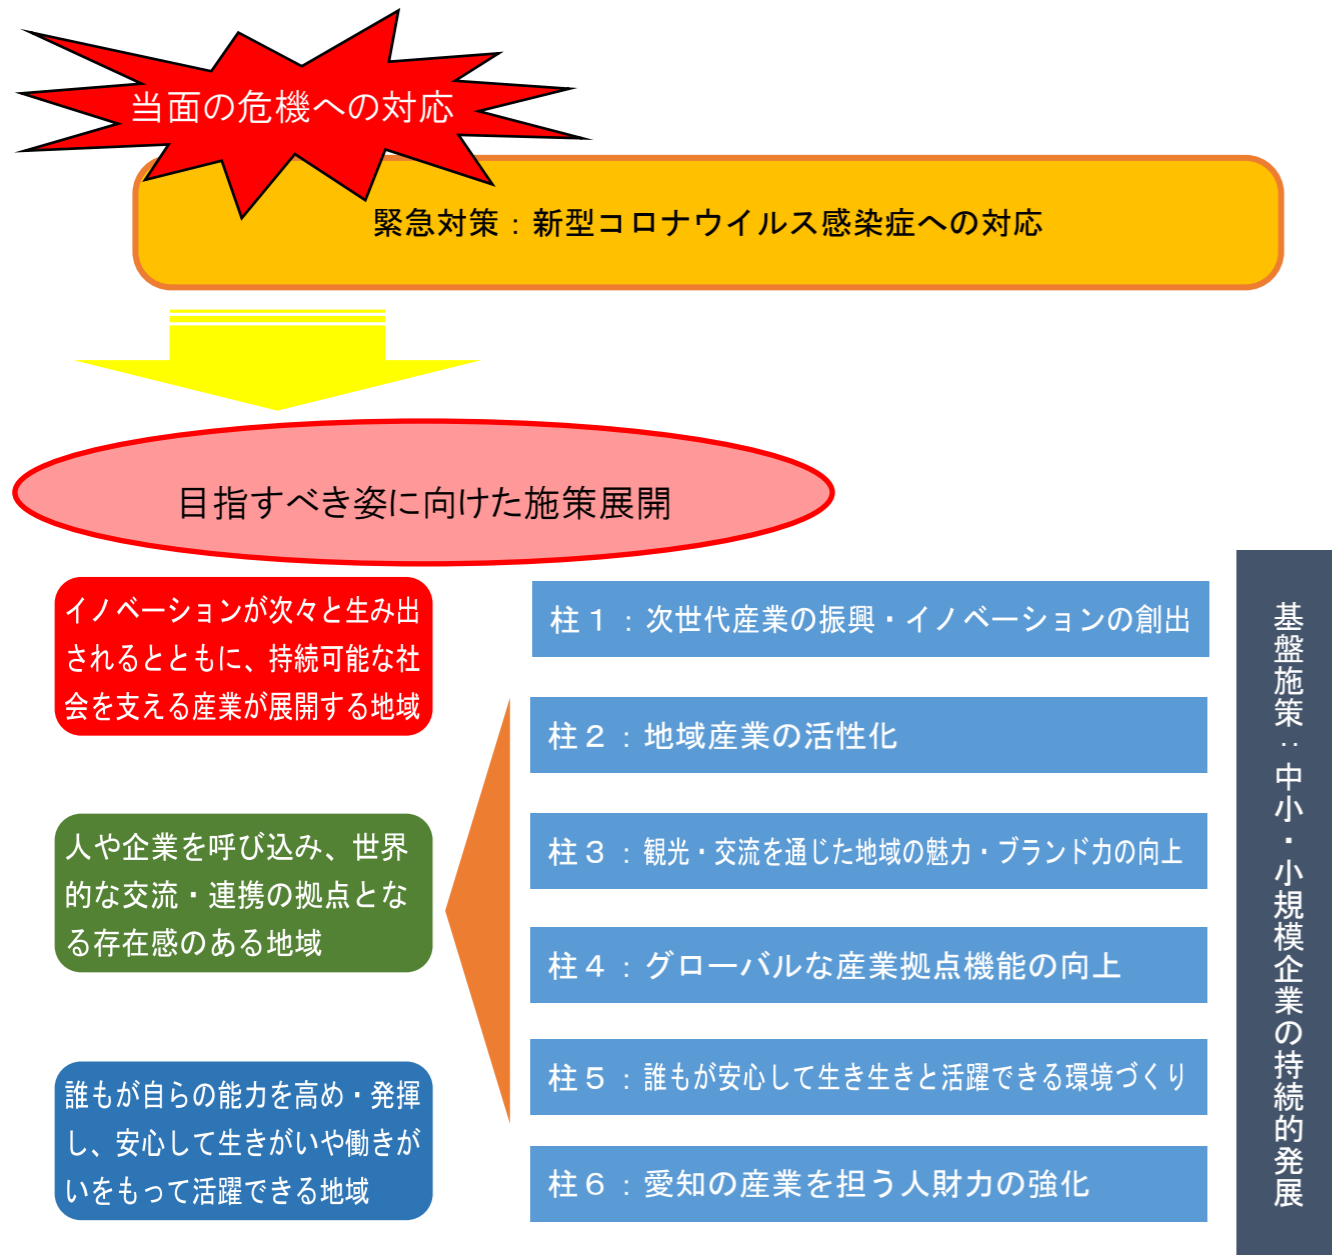 当面の危機への対応
緊急対策：新型コロナウイルス感染症への対応
目指すべき姿に向けた施策展開
イノベーションが次々と生み出
されるとともに、持続可能な社
会を支える産業が展開する地域
人や企業を呼び込み、世界
的な交流・連携の拠点とな
る存在感のある地域
誰もが自らの能力を高め・発揮
し、安心して生きがいや働きが
いをもって活躍できる地域
柱１：次世代産業の振興・イノベーションの創出
柱２：地域産業の活性化
柱３：観光・交流を通じた地域の魅力・ブランド力の向上
柱４：グローバルな産業拠点機能の向上
柱５：誰もが安心して生き生きと活躍できる環境づくり
柱６：愛知の産業を担う人財力の強化
基盤施策：中小・小規模企業の持続的発展